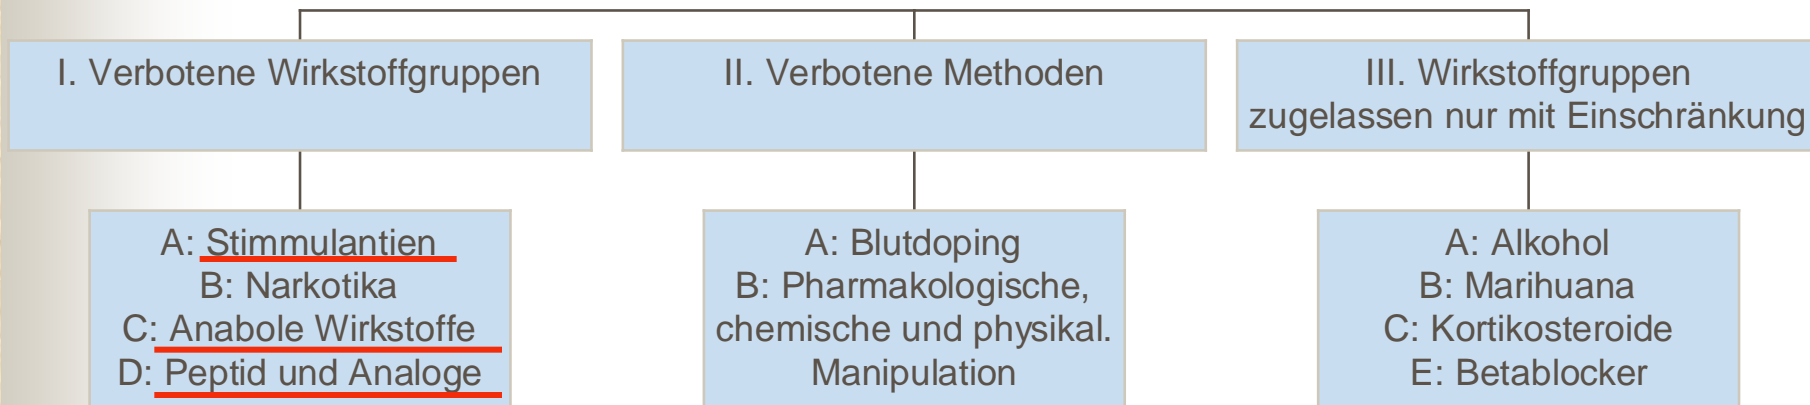 I. Verbotene Wirkstoffgruppen
II. Verbotene Methoden
III. Wirkstoffgruppen
zugelassen nur mit Einschränkung
A: Stimmulantien
B: Narkotika
C: Anabole Wirkstoffe
D: Peptid und Analoge
A: Blutdoping
B: Pharmakologische,
chemische und physikal.
Manipulation
A: Alkohol
B: Marihuana
C: Kortikosteroide
E: Betablocker